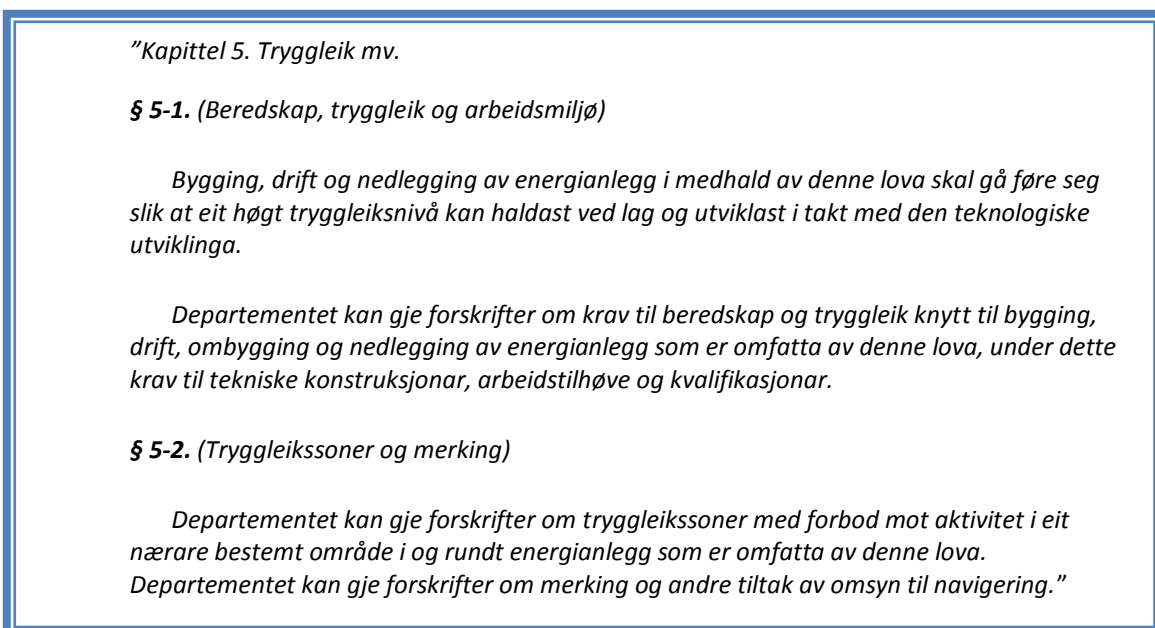 ”Kapittel 5. Tryggleik mv.
§ 5-1. (Beredskap, tryggleik og arbeidsmiljø)
Bygging, drift og nedlegging av energianlegg i medhald av denne lova skal gå føre seg
slik at eit høgt tryggleiksnivå kan haldast ved lag og utviklast i takt med den teknologiske
utviklinga.
Departementet kan gje forskrifter om krav til beredskap og tryggleik knytt til bygging,
drift, ombygging og nedlegging av energianlegg som er omfatta av denne lova, under dette
krav til tekniske konstruksjonar, arbeidstilhøve og kvalifikasjonar.
§ 5-2. (Tryggleikssoner og merking)
Departementet kan gje forskrifter om tryggleikssoner med forbod mot aktivitet i eit
nærare bestemt område i og rundt energianlegg som er omfatta av denne lova.
Departementet kan gje forskrifter om merking og andre tiltak av omsyn til navigering.”